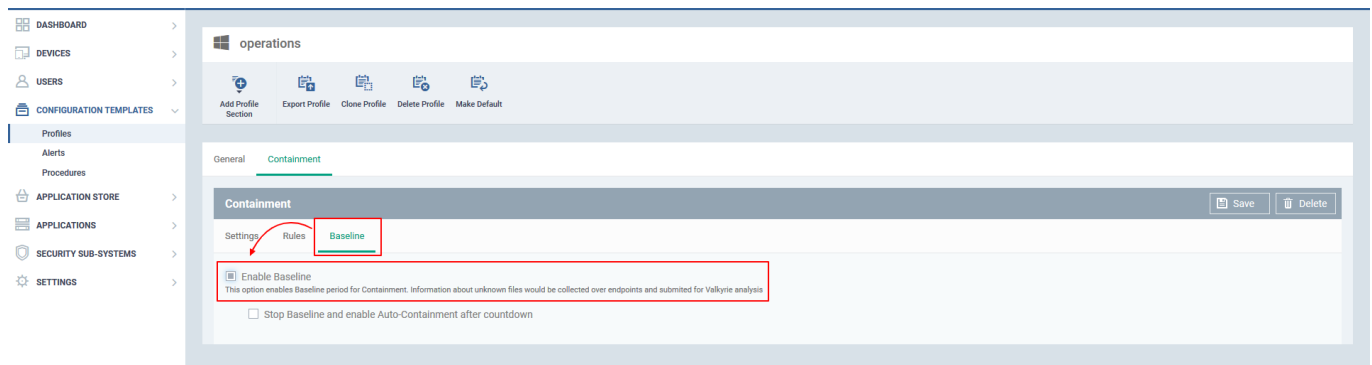 DASHBOARD
DEVICES
USERS
CONFIGURATION TEMPLATES
Profiles
Alerts
Procedures
APPLICATION STORE
APPLICATIONS
SECURITY SUB-SYSTEMS
SETTINGS
operations
Add Profile
Section
Export Profile
Clone Profile
Delete Profile
Make Default
General
Containment
Containment
Save
Delete
Settings
Rules
Baseline
Enable Baseline
This option enables Baseline period for Containment. Information about unknown files would be collected over endpoints and submited for Valkyrie analysis
Stop Baseline and enable Auto-Containment after countdown